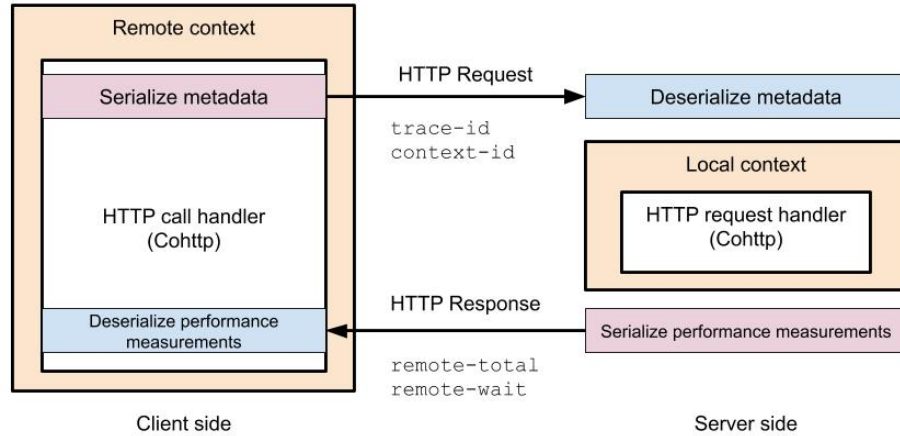 Remote context
Serialize metadata
HTTP call handler
(Cohttp)
Deserialize performance
measurements
Client side
HTTP Request
trace-id
context-id
HTTP Response
remote-total
remote-wait
Deserialize metadata
Local context
HTTP request handler
(Cohttp)
Serialize performance measurements
Server side